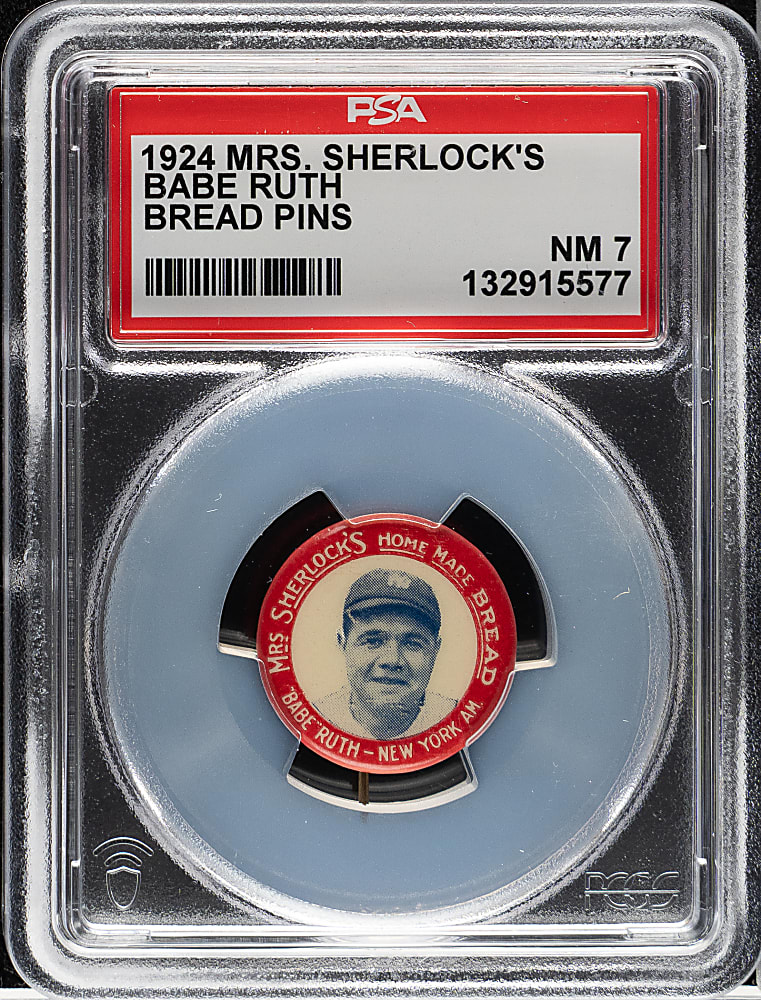 PSA
1924 MRS. SHERLOCK'S
BABE RUTH
BREAD PINS
NM 7
132915577
MRS SHERLOCK'S HOME MADE BREAD
"BABE" RUTH - NEW YORK AM.
PCGS